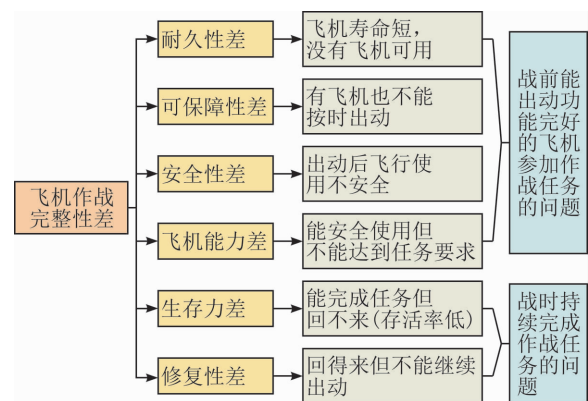 飞机作战
完整性差
耐久性差
飞机寿命短，
没有飞机可用
可保障性差
有飞机也不能
按时出动
安全性差
出动后飞行使
用不安全
飞机能力差
能安全使用但
不能达到任务要求
生存力差
能完成任务但
回不来(存活率低)
修复性差
回得来但不能继续
出动
战前能
出动功
能完好
的飞机
参加作
战任务
的问题
战时持
续完成
作战任
务的问
题